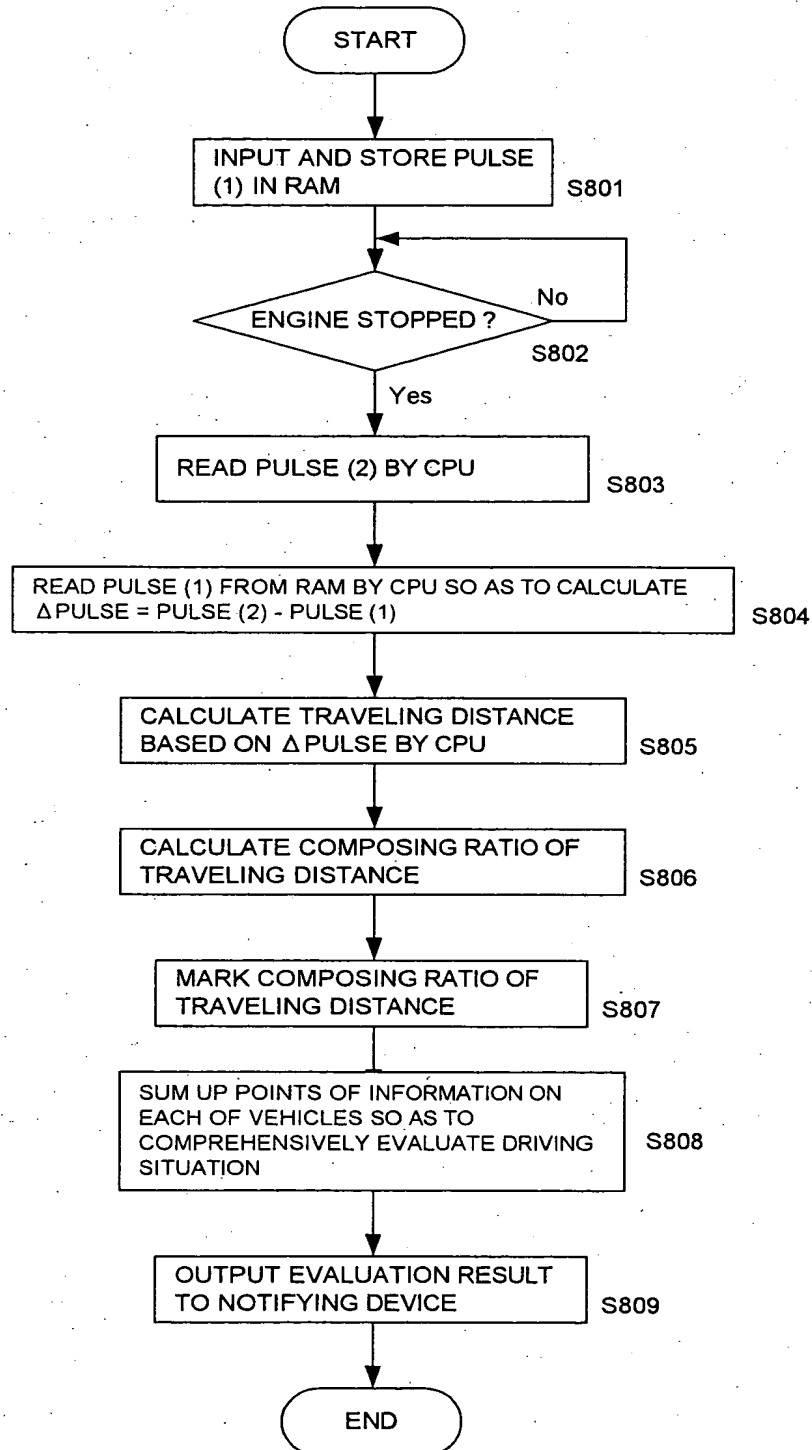 START
INPUT AND STORE PULSE
(1) IN RAM
S801
No
ENGINE STOPPED ?
S802
Yes
READ PULSE (2) BY CPU
S803
READ PULSE (1) FROM RAM BY CPU SO AS TO CALCULATE
Δ PULSE = PULSE (2) - PULSE (1)
S804
CALCULATE TRAVELING DISTANCE
BASED ON Δ PULSE BY CPU
S805
CALCULATE COMPOSING RATIO OF
TRAVELING DISTANCE
S806
MARK COMPOSING RATIO OF
TRAVELING DISTANCE
S807
SUM UP POINTS OF INFORMATION ON
EACH OF VEHICLES SO AS TO
COMPREHENSIVELY EVALUATE DRIVING
SITUATION
S808
OUTPUT EVALUATION RESULT
TO NOTIFYING DEVICE
S809
END